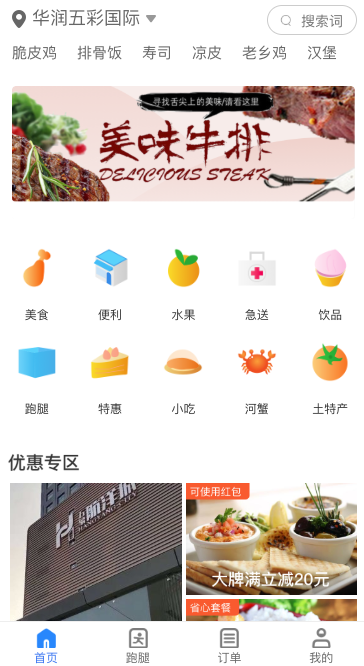 华润五彩国际
搜索词
脆皮鸡 排骨饭 寿司 凉皮 老乡鸡 汉堡
寻找舌尖上的美味/请看这里
美味牛排
DELICIOUS STEAK
美食 便利 水果 急送 饮品
跑腿 特惠 小吃 河蟹 土特产
优惠专区
可使用红包
大牌满立减20元
省心套餐
首页 跑腿 订单 我的